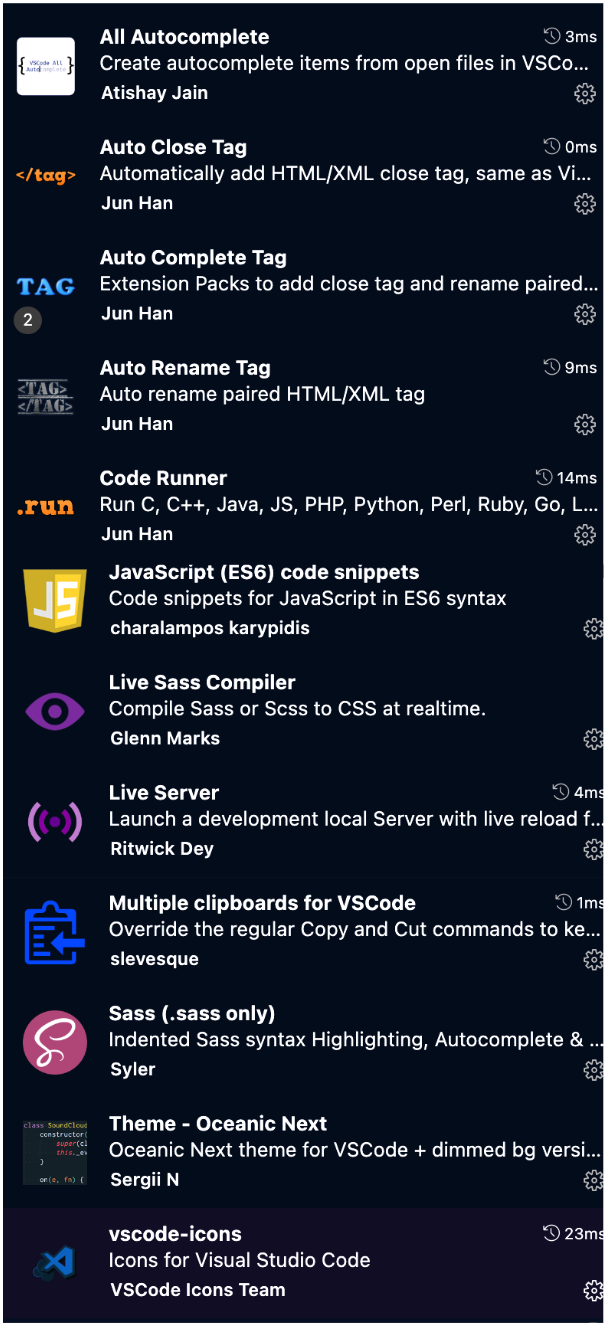 All Autocomplete 3ms
{ VSCode All }
Autocomplete
Create autocomplete items from open files in VSCo...
Atishay Jain
Auto Close Tag 0ms
</tag> Automatically add HTML/XML close tag, same as Vi...
Jun Han
Auto Complete Tag
TAG Extension Packs to add close tag and rename paired...
2 Jun Han
Auto Rename Tag 9ms
<TAG> Auto rename paired HTML/XML tag
</TAG>
Jun Han
Code Runner 14ms
.run Run C, C++, Java, JS, PHP, Python, Perl, Ruby, Go, L...
Jun Han
JavaScript (ES6) code snippets
JS Code snippets for JavaScript in ES6 syntax
charalampos karypidis
Live Sass Compiler
Compile Sass or Scss to CSS at realtime.
Glenn Marks
Live Server 4ms
Launch a development local Server with live reload f...
Ritwick Dey
Multiple clipboards for VSCode 1ms
Override the regular Copy and Cut commands to ke...
slevesque
Sass (.sass only)
Indented Sass syntax Highlighting, Autocomplete & ...
Syler
Theme - Oceanic Next
class SoundCloud
constructor(
super(c
this._ev
}
on(e, fn) {
Oceanic Next theme for VSCode + dimmed bg versi...
Sergii N
vscode-icons 23ms
Icons for Visual Studio Code
VSCode Icons Team